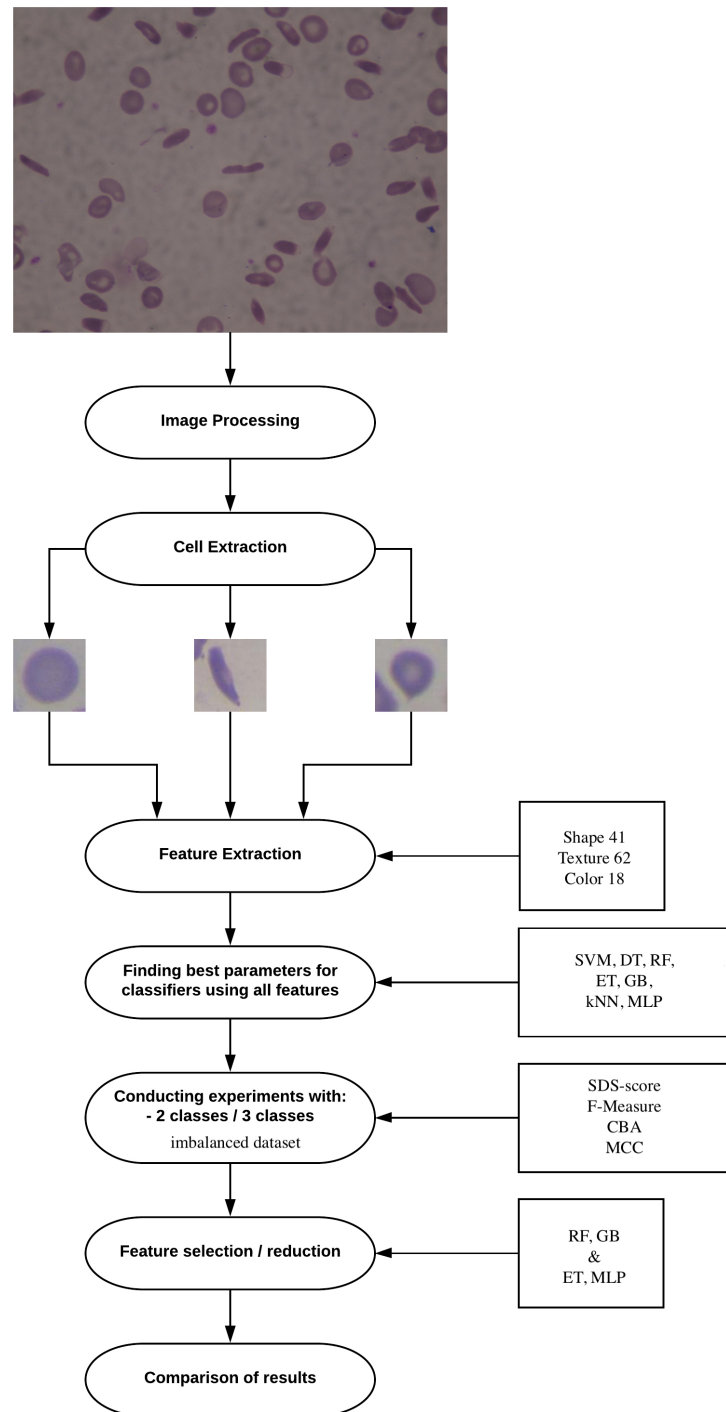 Image Processing
Cell Extraction
Feature Extraction
Shape 41
Texture 62
Color 18
Finding best parameters for
classifiers using all features
SVM, DT, RF,
ET, GB,
kNN, MLP
Conducting experiments with:
- 2 classes / 3 classes
imbalanced dataset
SDS-score
F-Measure
CBA
MCC
Feature selection / reduction
RF, GB
&
ET, MLP
Comparison of results